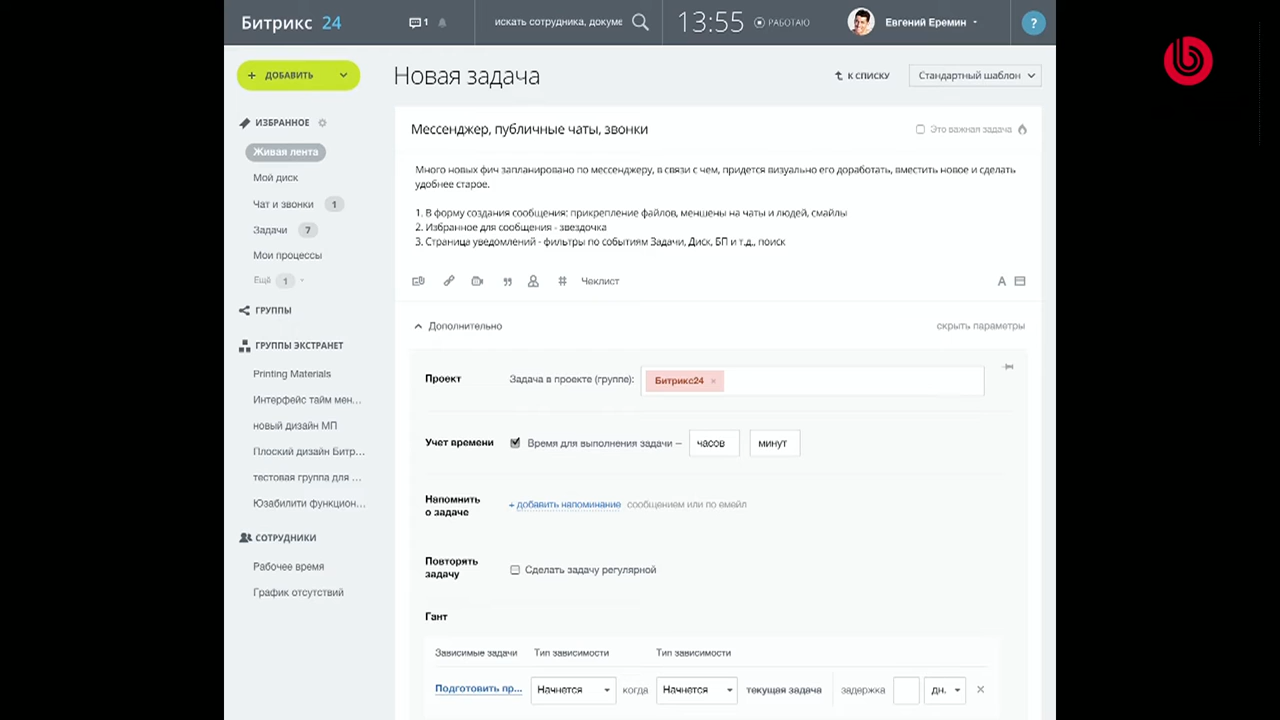 Битрикс 24
1
искать сотрудника, докуме
13:55
РАБОТАЮ
Евгений Еремин
?
+ ДОБАВИТЬ
Новая задача
К СПИСКУ
Стандартный шаблон
ИЗБРАННОЕ
Живая лента
Мой диск
Чат и звонки 1
Задачи 7
Мои процессы
Ещё 1
ГРУППЫ
ГРУППЫ ЭКСТРАНЕТ
Printing Materials
Интерфейс тайм мен...
новый дизайн МП
Плоский дизайн Битр...
тестовая группа для ...
Юзабилити функцион...
СОТРУДНИКИ
Рабочее время
График отсутствий
Мессенджер, публичные чаты, звонки
Это важная задача
Много новых фич запланировано по мессенджеру, в связи с чем, придется визуально его доработать, вместить новое и сделать
удобнее старое.
1. В форму создания сообщения: прикрепление файлов, меншены на чаты и людей, смайлы
2. Избранное для сообщения - звездочка
3. Страница уведомлений - фильтры по событиям Задачи, Диск, БП и т.д., поиск
# Чеклист
A
Дополнительно
скрыть параметры
Проект
Задача в проекте (группе):
Битрикс24 ×
Учет времени
Время для выполнения задачи –
часов
минут
Напомнить
о задаче
+ добавить напоминание
сообщением или по емейл
Повторять
задачу
Сделать задачу регулярной
Гант
Зависимые задачи
Тип зависимости
Тип зависимости
Подготовить пр...
Начнется
когда
Начнется
текущая задача
задержка
дн.
×